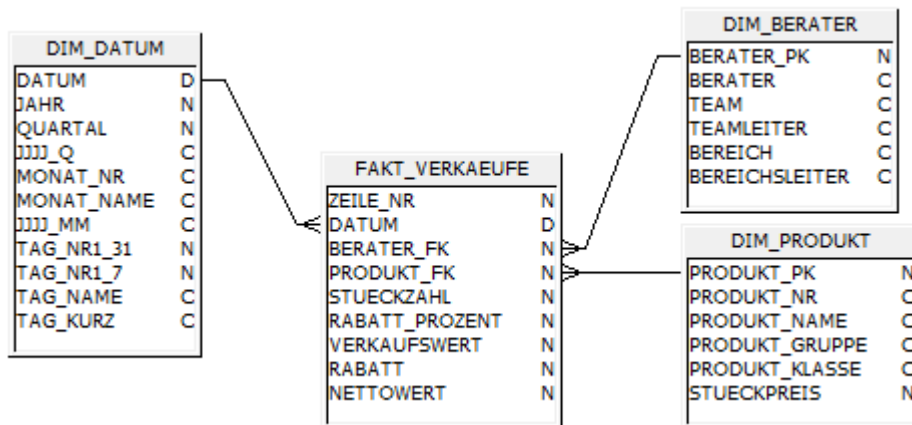 DIM_DATUM
DATUM D
JAHR N
QUARTAL N
JJJJ_Q C
MONAT_NR C
MONAT_NAME C
JJJJ_MM C
TAG_NR1_31 N
TAG_NR1_7 N
TAG_NAME C
TAG_KURZ C
FAKT_VERKAEUFE
ZEILE_NR N
DATUM D
BERATER_FK N
PRODUKT_FK N
STUECKZAHL N
RABATT_PROZENT N
VERKAUFSWERT N
RABATT N
NETTOWERT N
DIM_BERATER
BERATER_PK N
BERATER C
TEAM C
TEAMLEITER C
BEREICH C
BEREICHSLEITER C
DIM_PRODUKT
PRODUKT_PK N
PRODUKT_NR C
PRODUKT_NAME C
PRODUKT_GRUPPE C
PRODUKT_KLASSE C
STUECKPREIS N